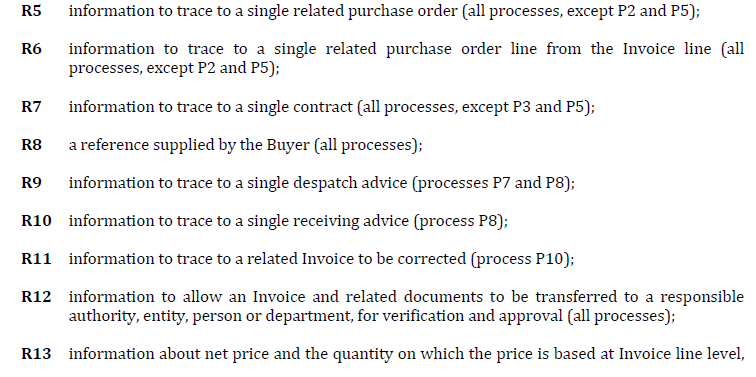 R5 information to trace to a single related purchase order (all processes, except P2 and P5);
R6 information to trace to a single related purchase order line from the Invoice line (all
processes, except P2 and P5);
R7 information to trace to a single contract (all processes, except P3 and P5);
R8 a reference supplied by the Buyer (all processes);
R9 information to trace to a single despatch advice (processes P7 and P8);
R10 information to trace to a single receiving advice (process P8);
R11 information to trace to a related Invoice to be corrected (process P10);
R12 information to allow an Invoice and related documents to be transferred to a responsible
authority, entity, person or department, for verification and approval (all processes);
R13 information about net price and the quantity on which the price is based at Invoice line level,